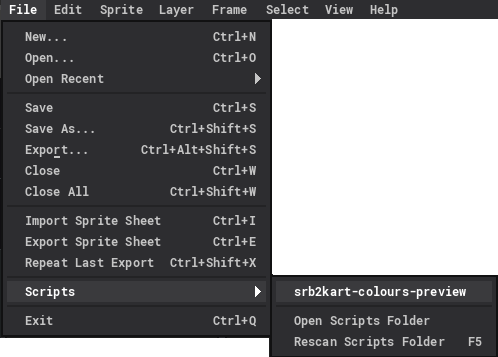 File Edit Sprite Layer Frame Select View Help
New... Ctrl+N
Open... Ctrl+O
Open Recent
Save Ctrl+S
Save As... Ctrl+Shift+S
Export... Ctrl+Alt+Shift+S
Close Ctrl+W
Close All Ctrl+Shift+W
Import Sprite Sheet Ctrl+I
Export Sprite Sheet Ctrl+E
Repeat Last Export Ctrl+Shift+X
Scripts
srb2kart-colours-preview
Open Scripts Folder
Rescan Scripts Folder F5
Exit Ctrl+Q